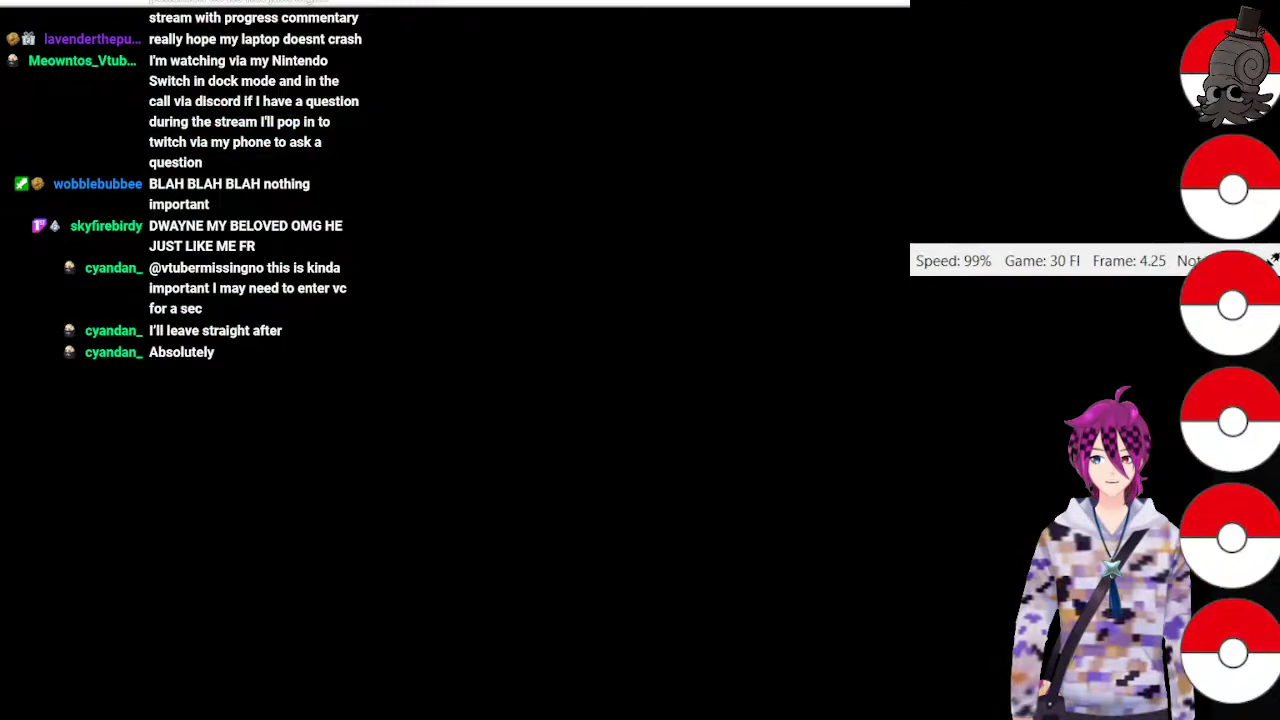 stream with progress commentary
lavenderthepu... really hope my laptop doesnt crash
Meowntos_Vtub... I'm watching via my Nintendo
Switch in dock mode and in the
call via discord if I have a question
during the stream I'll pop in to
twitch via my phone to ask a
question
wobblebubbee BLAH BLAH BLAH nothing
important
skyfirebirdy DWAYNE MY BELOVED OMG HE
JUST LIKE ME FR
Speed: 99% Game: 30 FI Frame: 4.25 Not
cyandan_ @vtubermissingno this is kinda
important I may need to enter vc
for a sec
cyandan_ I'll leave straight after
cyandan_ Absolutely